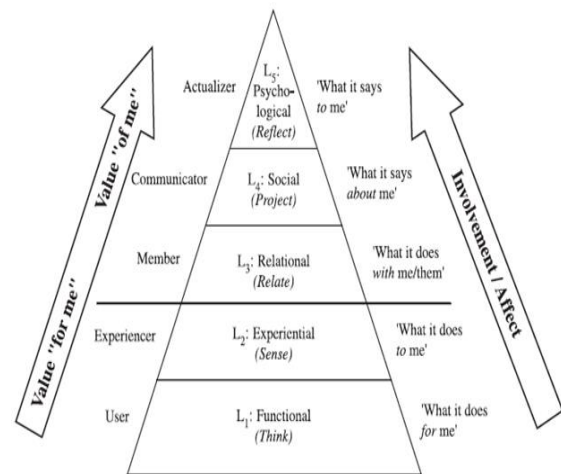 Actualizer
L5:
Psycho-
logical
(Reflect)
'What it says
to me'
Communicator
L4: Social
(Project)
'What it says
about me'
Member
L3: Relational
(Relate)
'What it does
with me/them'
Experiencer
L2: Experiential
(Sense)
'What it does
to me'
User
L1: Functional
(Think)
'What it does
for me'
Value "for me"
Value "of me"
Involvement / Affect